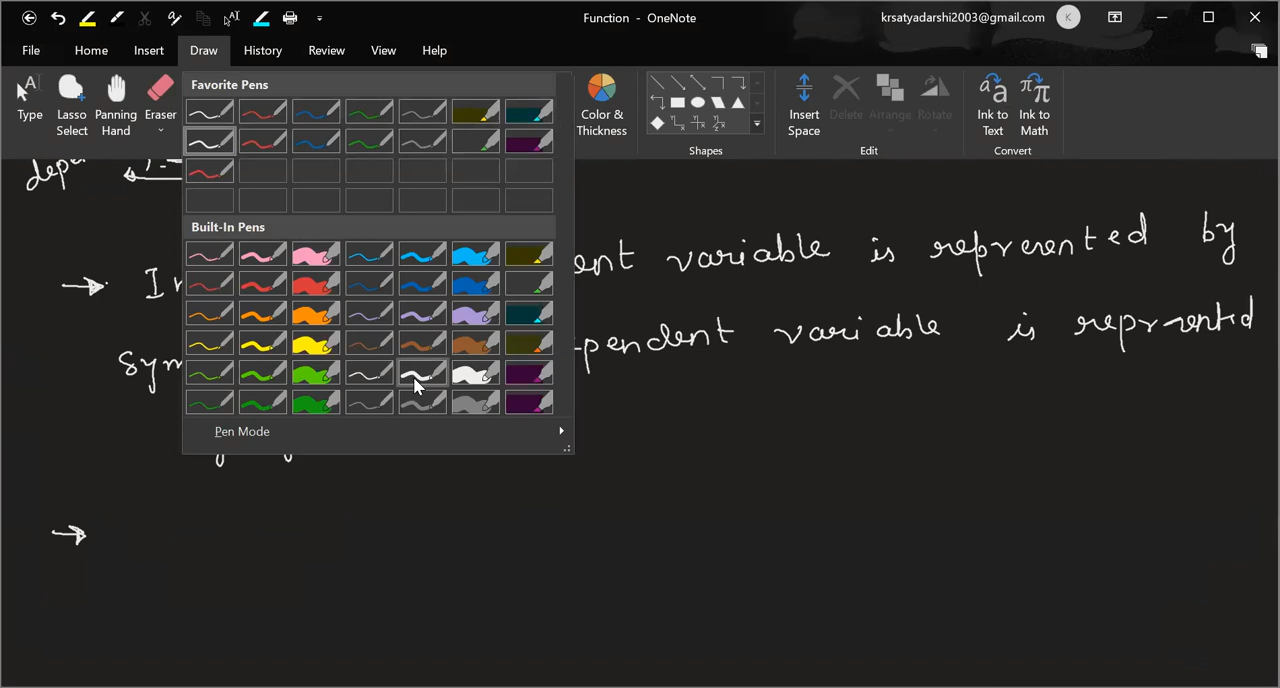 Function - OneNote
krsatyadarshi2003@gmail.com
K
File Home Insert Draw History Review View Help
Type
Lasso Select
Panning Hand
Eraser
Favorite Pens
Built-In Pens
Pen Mode
Color & Thickness
Shapes
Insert Space
Delete
Arrange
Rotate
Edit
Ink to Text
Ink to Math
Convert
depe
→ In ent variable is represented by
sym pendent variable is represented
→